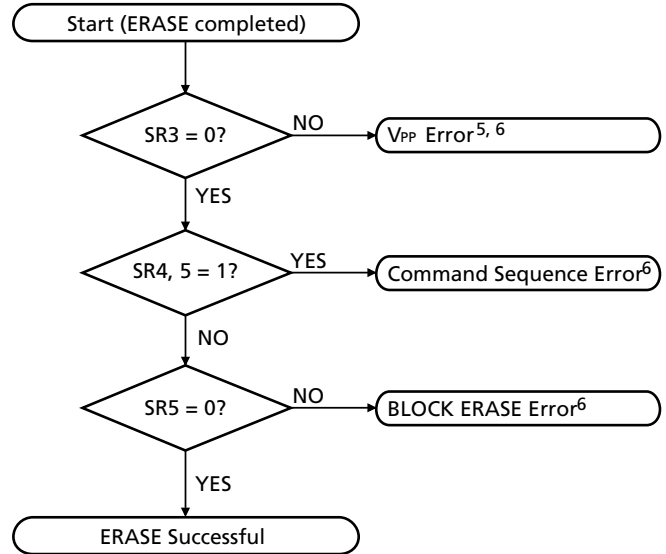 Start (ERASE completed)
SR3 = 0?
NO
VPP Error5, 6
YES
SR4, 5 = 1?
YES
Command Sequence Error6
NO
SR5 = 0?
NO
BLOCK ERASE Error6
YES
ERASE Successful